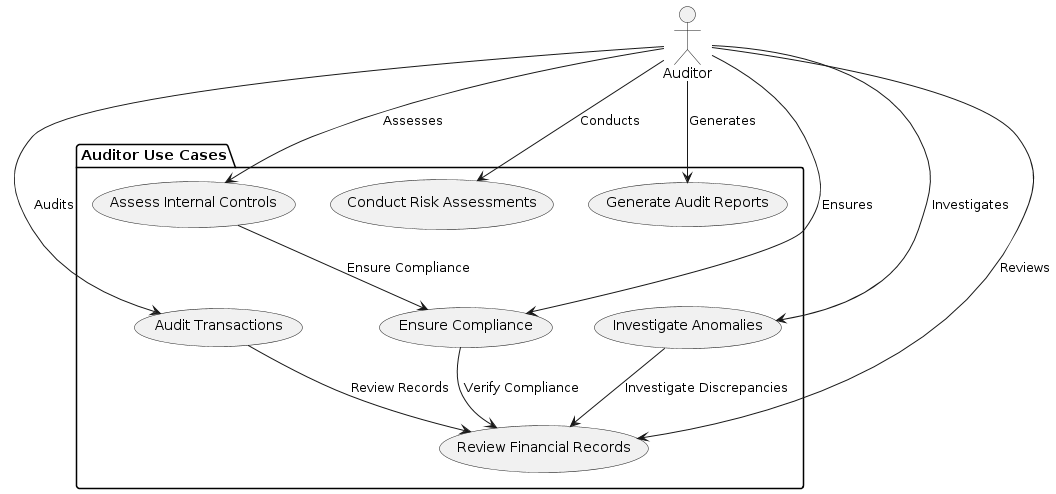 Auditor
Assesses
Conducts
Generates
Auditor Use Cases
Assess Internal Controls
Conduct Risk Assessments
Generate Audit Reports
Audits
Ensures
Investigates
Ensure Compliance
Reviews
Audit Transactions
Ensure Compliance
Investigate Anomalies
Review Records
Verify Compliance
Investigate Discrepancies
Review Financial Records